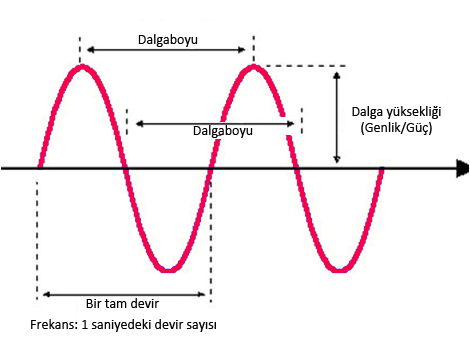 Dalgaboyu
Dalga yüksekliği
(Genlik/Güç)
Dalgaboyu
Bir tam devir
Frekans: 1 saniyedeki devir sayısı